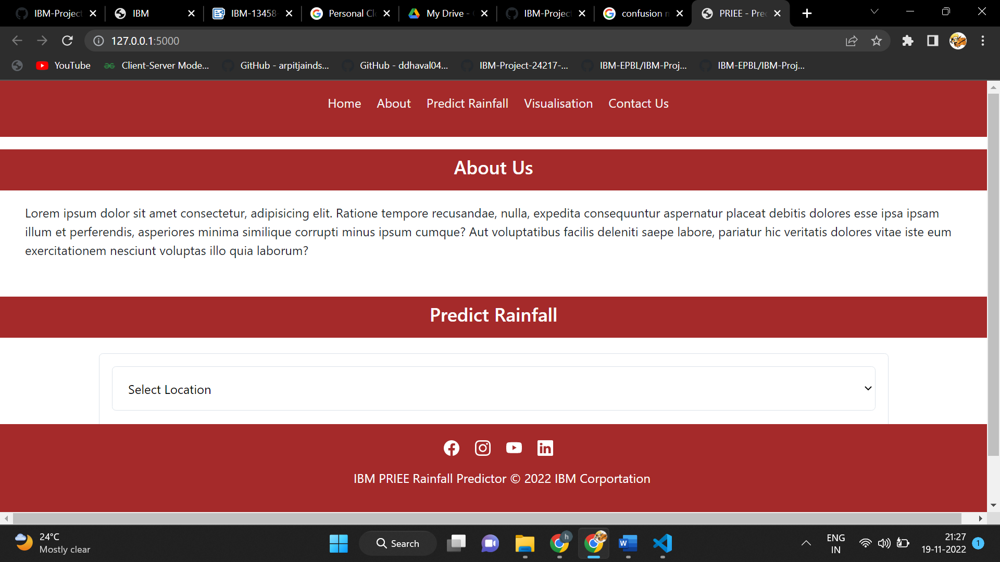 IBM-Project
IBM
IBM-13458-
Personal Cl
My Drive -
IBM-Project
confusion m
PRIEE - Pred
127.0.0.1:5000
YouTube
Client-Server Mode...
GitHub - arpitjainds...
GitHub - ddhaval04...
IBM-Project-24217-...
IBM-EPBL/IBM-Proj...
IBM-EPBL/IBM-Proj...
Home About Predict Rainfall Visualisation Contact Us
About Us
Lorem ipsum dolor sit amet consectetur, adipisicing elit. Ratione tempore recusandae, nulla, expedita consequuntur aspernatur placeat debitis dolores esse ipsa ipsam
illum et perferendis, asperiores minima similique corrupti minus ipsum cumque? Aut voluptatibus facilis deleniti saepe labore, pariatur hic veritatis dolores vitae iste eum
exercitationem nesciunt voluptas illo quia laborum?
Predict Rainfall
Select Location
IBM PRIEE Rainfall Predictor © 2022 IBM Corportation
24°C
Mostly clear
Search
h
ENG
IN
21:27
19-11-2022
1